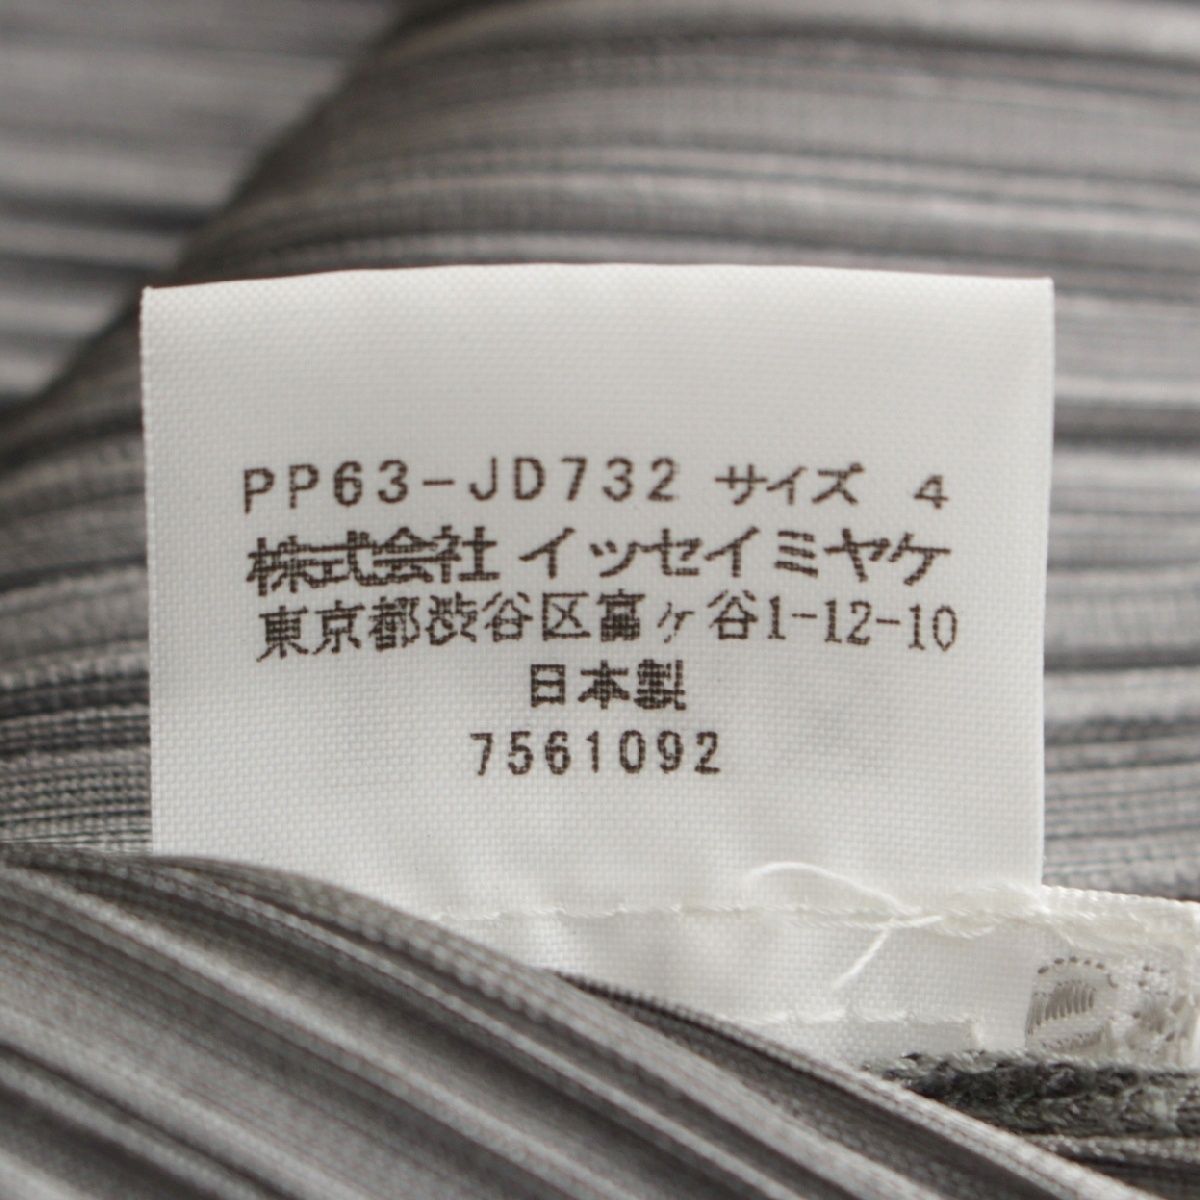 PP63-JD732 サイズ 4
株式会社 イッセイミヤケ
東京都渋谷区富ヶ谷1-12-10
日本製
7561092